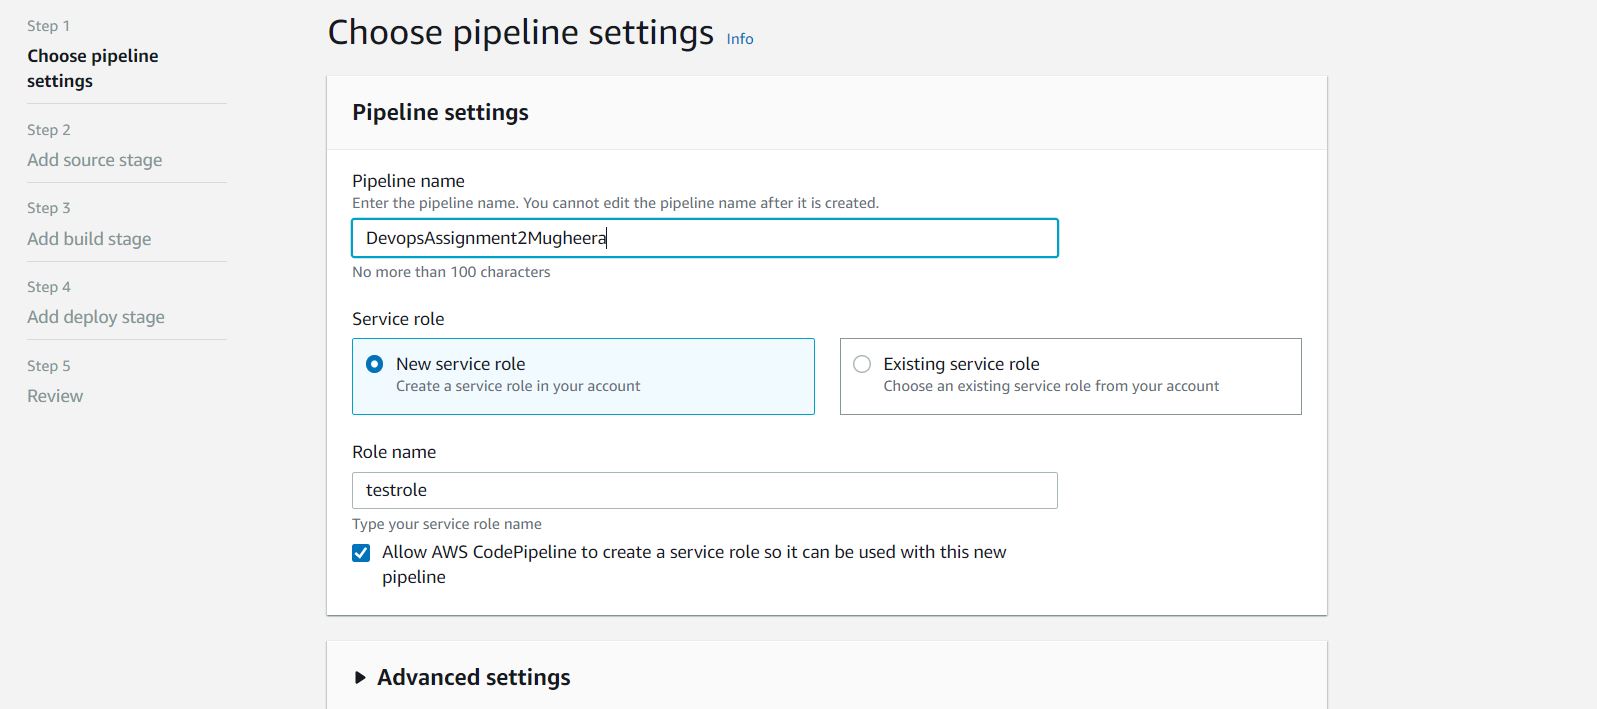 Step 1
Choose pipeline
settings
Step 2
Add source stage
Step 3
Add build stage
Step 4
Add deploy stage
Step 5
Review
Choose pipeline settings Info
Pipeline settings
Pipeline name
Enter the pipeline name. You cannot edit the pipeline name after it is created.
DevopsAssignment2Mugheera
No more than 100 characters
Service role
New service role
Create a service role in your account
Existing service role
Choose an existing service role from your account
Role name
testrole
Type your service role name
Allow AWS CodePipeline to create a service role so it can be used with this new
pipeline
Advanced settings